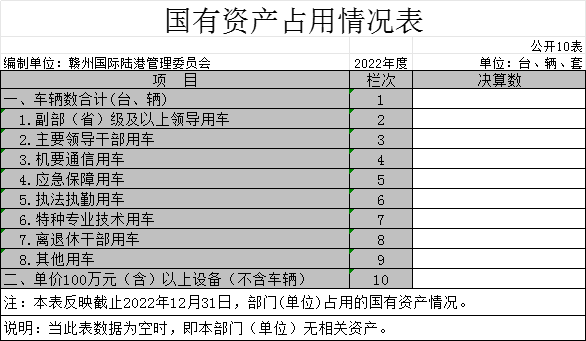 国有资产占用情况表
公开10表
编制单位：赣州国际陆港管理委员会 2022年度 单位：台、辆、套
项 目 栏次 决算数
一、车辆数合计(台、辆) 1
1.副部（省）级及以上领导用车 2
2.主要领导干部用车 3
3.机要通信用车 4
4.应急保障用车 5
5.执法执勤用车 6
6.特种专业技术用车 7
7.离退休干部用车 8
8.其他用车 9
二、单价100万元（含）以上设备（不含车辆） 10
注：本表反映截止2022年12月31日，部门(单位)占用的国有资产情况。
说明：当此表数据为空时，即本部门（单位）无相关资产。